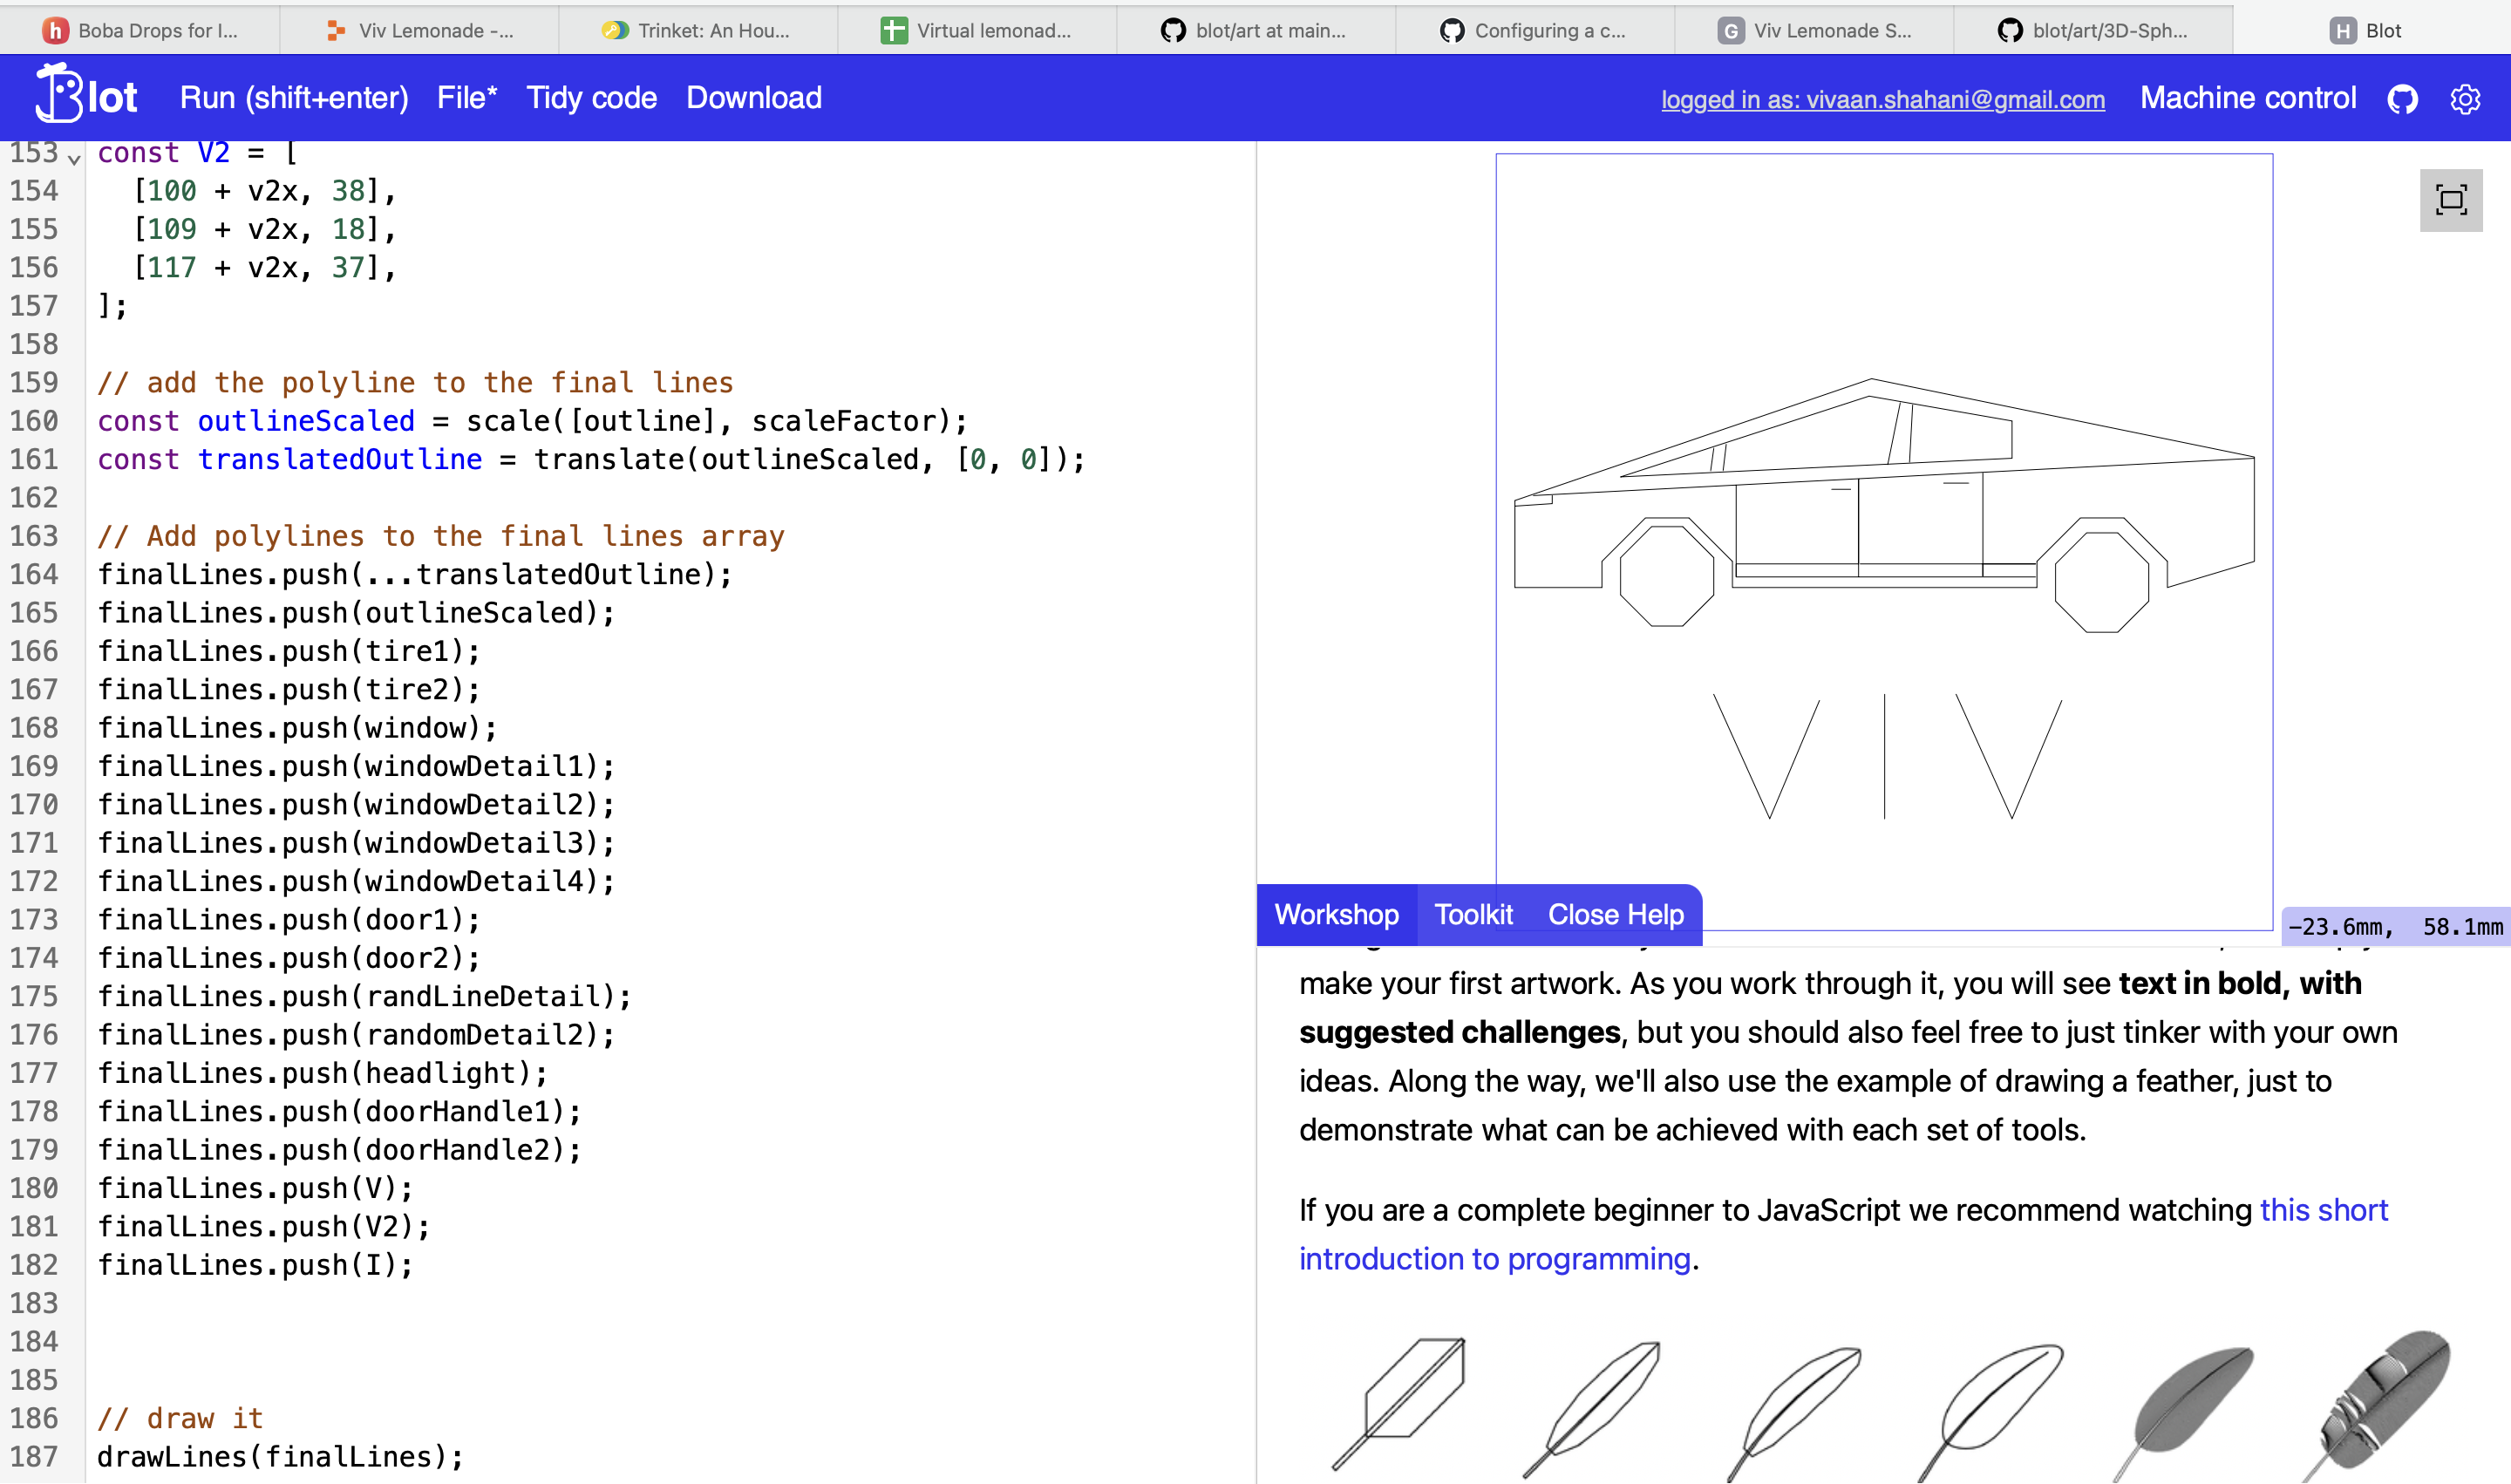 Boba Drops for I...
Viv Lemonade -...
Trinket: An Hou...
Virtual lemonad...
blot/art at main...
Configuring a c...
G Viv Lemonade S...
blot/art/3D-Sph...
H Blot
Blot Run (shift+enter) File* Tidy code Download
logged in as: vivaan.shahani@gmail.com Machine control
153 const V2 = [
154 [100 + v2x, 38],
155 [109 + v2x, 18],
156 [117 + v2x, 37],
157 ];
158
159 // add the polyline to the final lines
160 const outlineScaled = scale([outline], scaleFactor);
161 const translatedOutline = translate(outlineScaled, [0, 0]);
162
163 // Add polylines to the final lines array
164 finalLines.push(...translatedOutline);
165 finalLines.push(outlineScaled);
166 finalLines.push(tire1);
167 finalLines.push(tire2);
168 finalLines.push(window);
169 finalLines.push(windowDetail1);
170 finalLines.push(windowDetail2);
171 finalLines.push(windowDetail3);
172 finalLines.push(windowDetail4);
173 finalLines.push(door1);
174 finalLines.push(door2);
175 finalLines.push(randLineDetail);
176 finalLines.push(randomDetail2);
177 finalLines.push(headlight);
178 finalLines.push(doorHandle1);
179 finalLines.push(doorHandle2);
180 finalLines.push(V);
181 finalLines.push(V2);
182 finalLines.push(I);
183
184
185
186 // draw it
187 drawLines(finalLines);
V I V
Workshop Toolkit Close Help
-23.6mm, 58.1mm
make your first artwork. As you work through it, you will see text in bold, with
suggested challenges, but you should also feel free to just tinker with your own
ideas. Along the way, we'll also use the example of drawing a feather, just to
demonstrate what can be achieved with each set of tools.
If you are a complete beginner to JavaScript we recommend watching this short
introduction to programming.